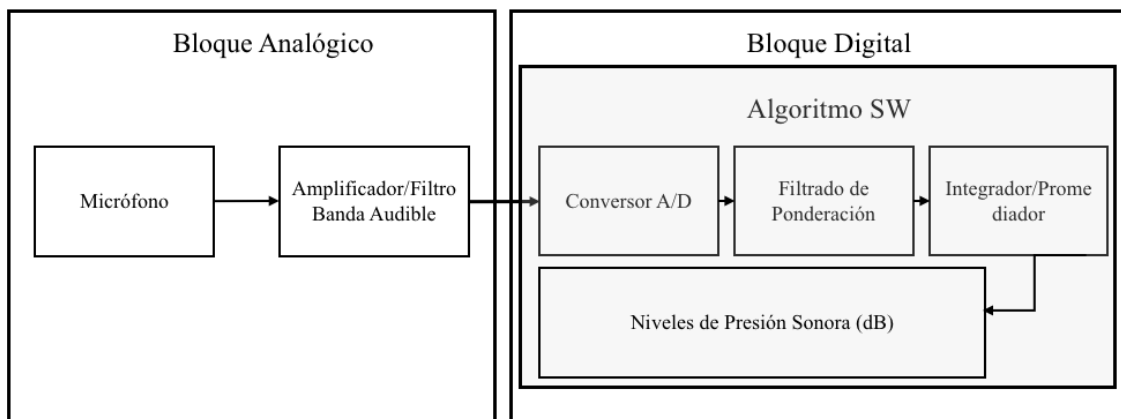 Bloque Analógico
Bloque Digital
Algoritmo SW
Micrófono
Amplificador/Filtro
Banda Audible
Conversor A/D
Filtrado de
Ponderación
Integrador/Prome
diador
Niveles de Presión Sonora (dB)